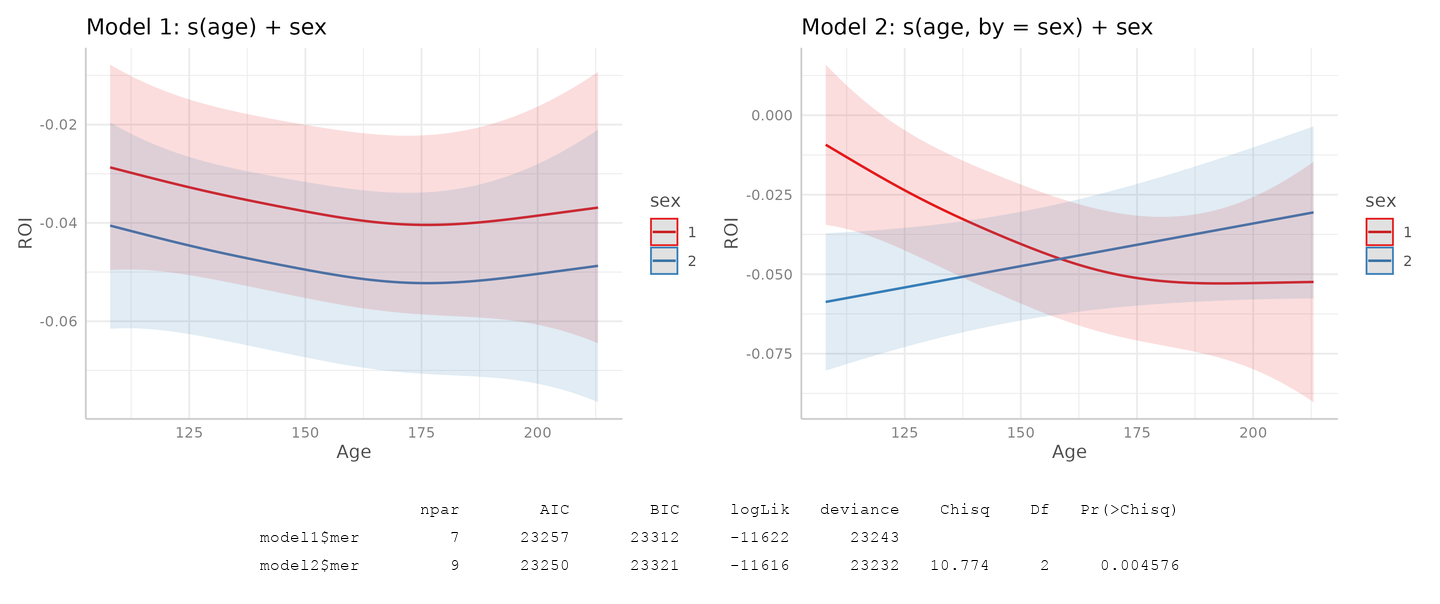 Model 1: s(age) + sex
-0.02
-0.04
-0.06
ROI
125 150 175 200
Age
sex
1
2
Model 2: s(age, by = sex) + sex
0.000
-0.025
-0.050
-0.075
ROI
125 150 175 200
Age
sex
1
2
npar AIC BIC logLik deviance Chisq Df Pr(>Chisq)
model1$mer 7 23257 23312 -11622 23243
model2$mer 9 23250 23321 -11616 23232 10.774 2 0.004576